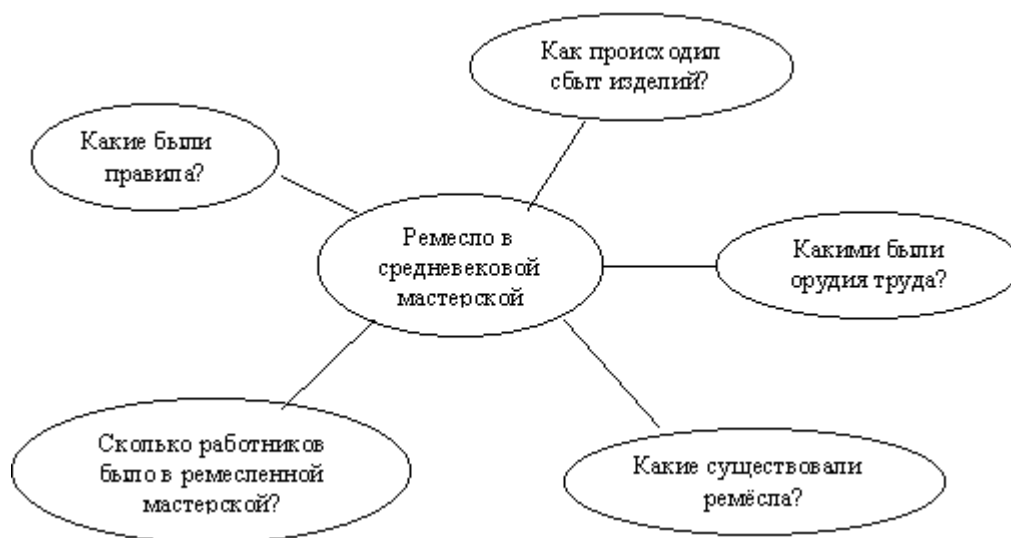 Как происходил
сбыт изделий?
Какие были
правила?
Ремесло в
средневековой
мастерской
Какими были
орудия труда?
Сколько работников
было в ремесленной
мастерской?
Какие существовали
ремёсла?